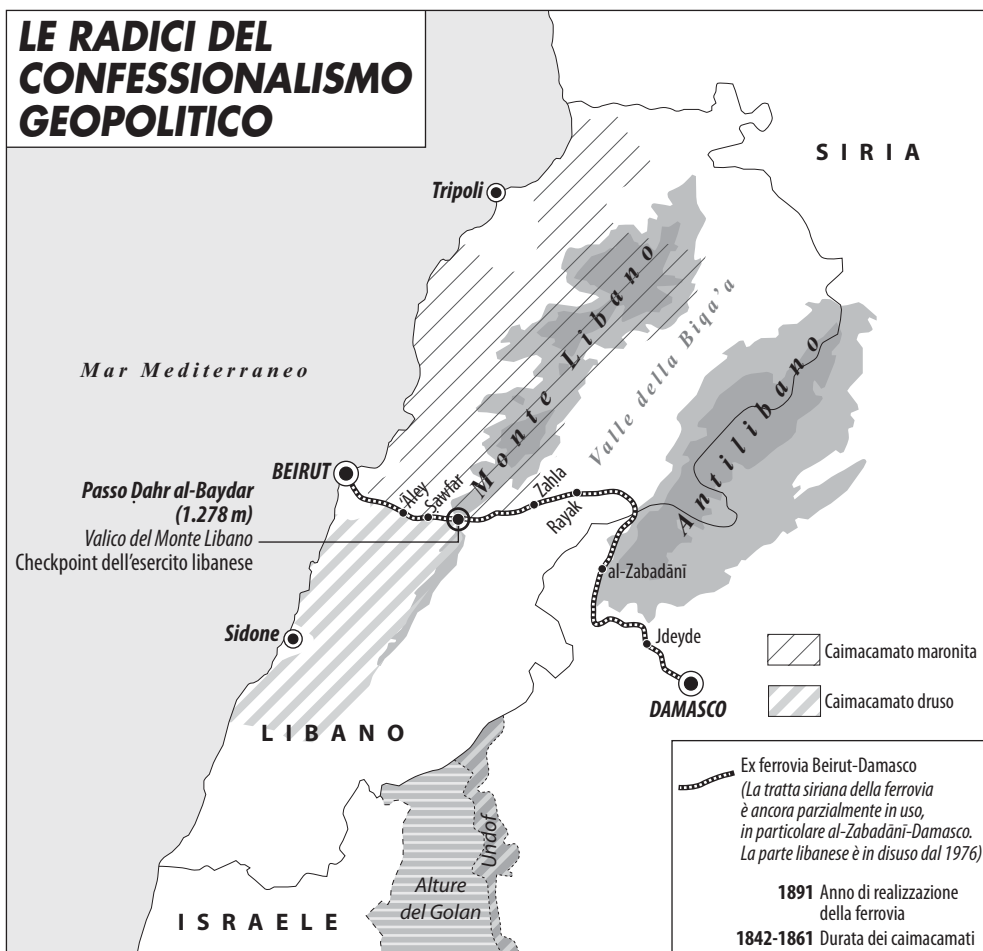 LE RADICI DEL
CONFESSIONALISMO
GEOPOLITICO
SIRIA
Tripoli
Monte Libano
Valle della Biqa'a
Mar Mediterraneo
Antilibano
BEIRUT
Passo Ḍahr al-Baydar
(1.278 m)
Valico del Monte Libano
Checkpoint dell'esercito libanese
'Āley
Ṣawfar
Zahla
Rayak
al-Zabadānī
Sidone
Jdeyde
DAMASCO
Caimacamato maronita
Caimacamato druso
LIBANO
Undof
Alture
del Golan
ISRAELE
Ex ferrovia Beirut-Damasco
(La tratta siriana della ferrovia
è ancora parzialmente in uso,
in particolare al-Zabadānī-Damasco.
La parte libanese è in disuso dal 1976)
1891 Anno di realizzazione
della ferrovia
1842-1861 Durata dei caimacamati